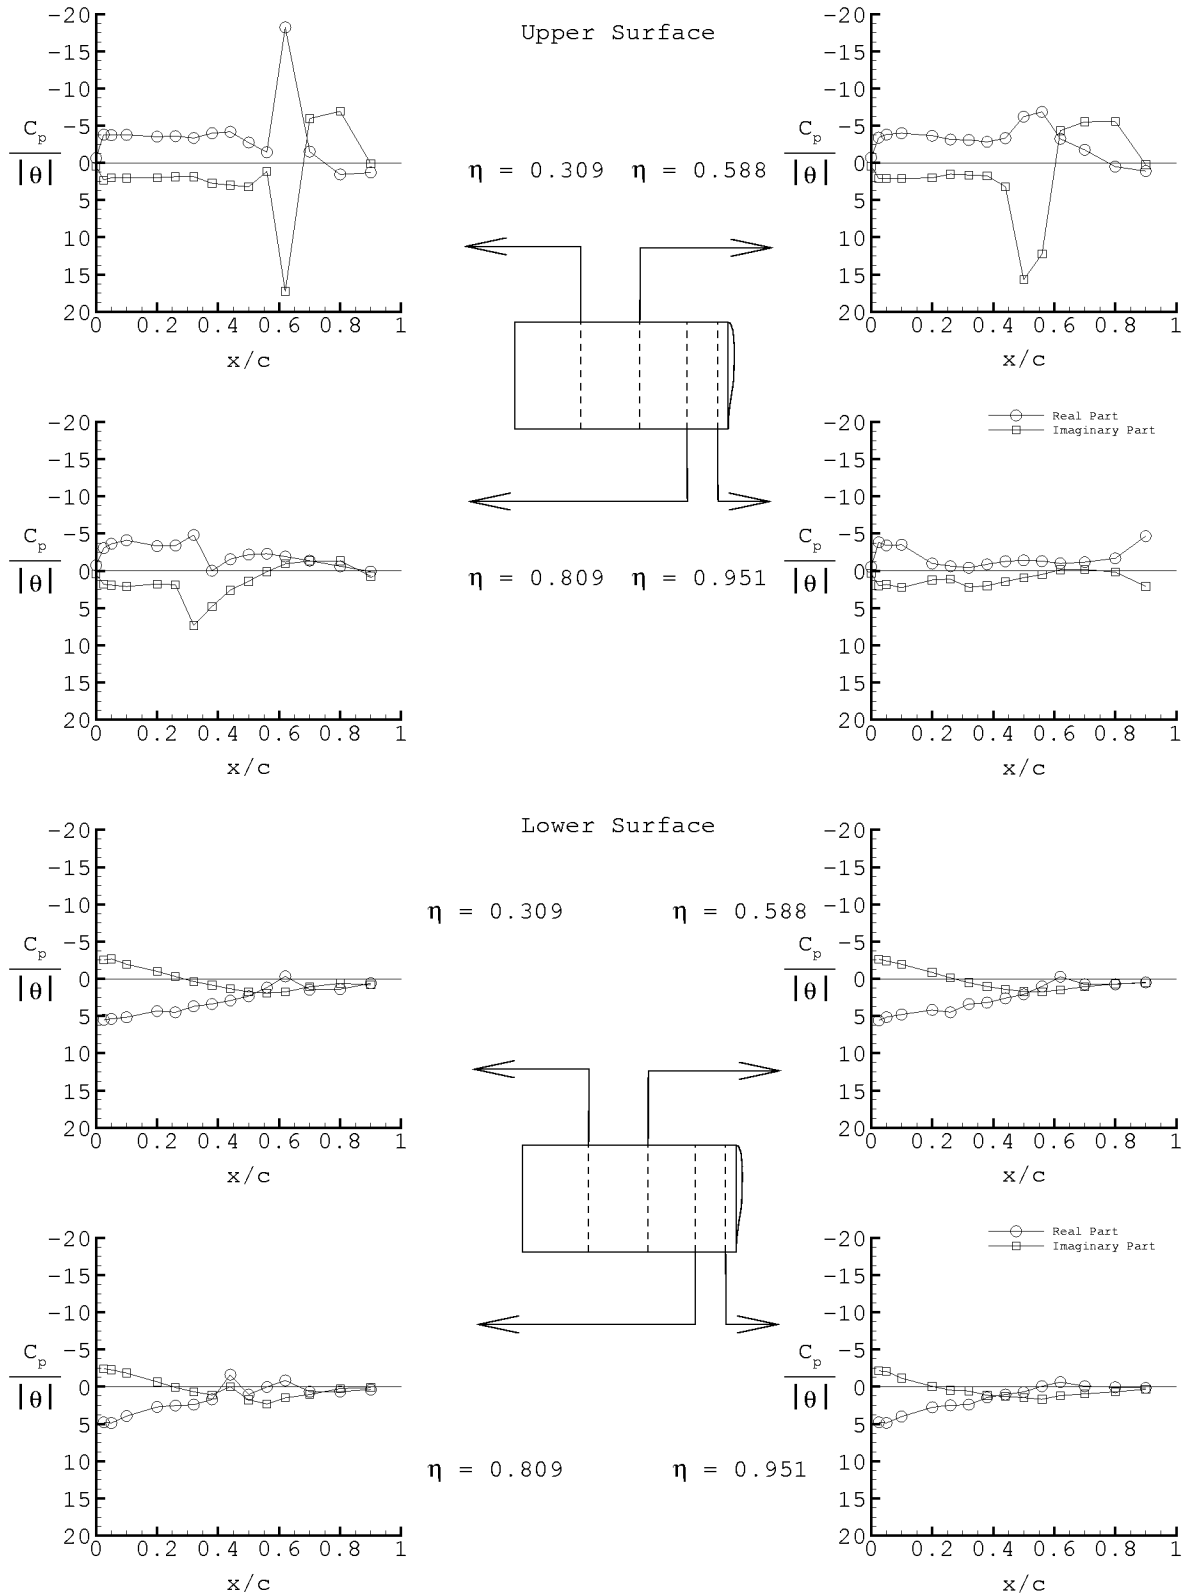 Upper Surface
-20
-15
-10
-5
0
5
10
15
20
C_p
|θ|
0 0.2 0.4 0.6 0.8 1
x/c
η = 0.309 η = 0.588
-20
-15
-10
-5
0
5
10
15
20
C_p
|θ|
0 0.2 0.4 0.6 0.8 1
x/c
-20
-15
-10
-5
0
5
10
15
20
C_p
|θ|
0 0.2 0.4 0.6 0.8 1
x/c
η = 0.809 η = 0.951
Real Part
Imaginary Part
-20
-15
-10
-5
0
5
10
15
20
C_p
|θ|
0 0.2 0.4 0.6 0.8 1
x/c
Lower Surface
-20
-15
-10
-5
0
5
10
15
20
C_p
|θ|
0 0.2 0.4 0.6 0.8 1
x/c
η = 0.309 η = 0.588
-20
-15
-10
-5
0
5
10
15
20
C_p
|θ|
0 0.2 0.4 0.6 0.8 1
x/c
-20
-15
-10
-5
0
5
10
15
20
C_p
|θ|
0 0.2 0.4 0.6 0.8 1
x/c
η = 0.809 η = 0.951
Real Part
Imaginary Part
-20
-15
-10
-5
0
5
10
15
20
C_p
|θ|
0 0.2 0.4 0.6 0.8 1
x/c